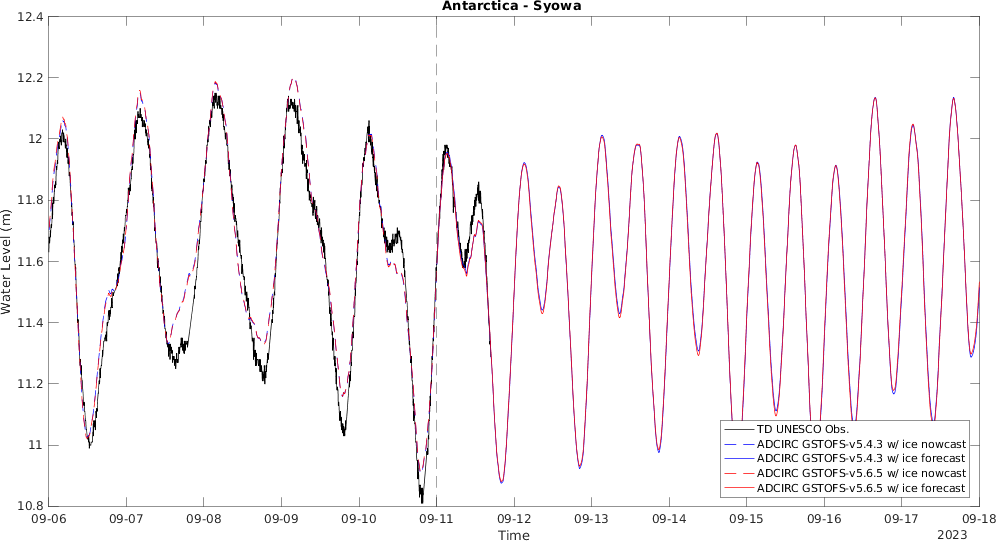 Antarctica - Syowa
12.4
12.2
12
11.8
11.6
11.4
11.2
11
10.8
Water Level (m)
TD UNESCO Obs.
ADCIRC GSTOFS-v5.4.3 w/ ice nowcast
ADCIRC GSTOFS-v5.4.3 w/ ice forecast
ADCIRC GSTOFS-v5.6.5 w/ ice nowcast
ADCIRC GSTOFS-v5.6.5 w/ ice forecast
09-06 09-07 09-08 09-09 09-10 09-11 09-12 09-13 09-14 09-15 09-16 09-17 09-18
Time
2023